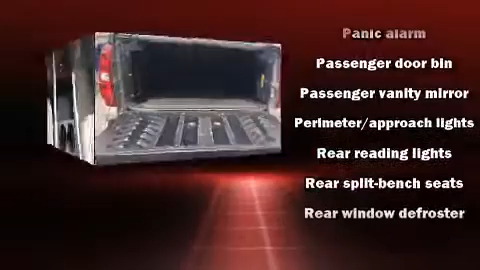 Panic alarm
Passenger door bin
Passenger vanity mirror
Perimeter/approach lights
Rear reading lights
Rear split-bench seats
Rear window defroster